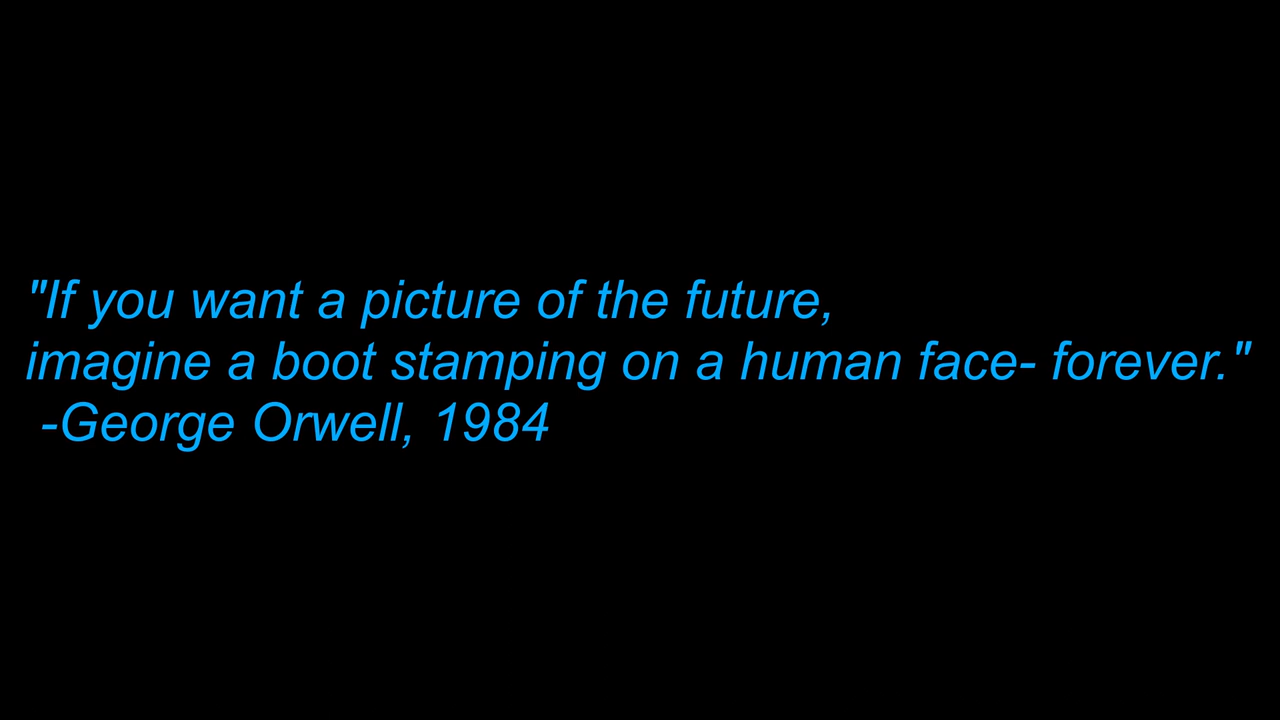 "If you want a picture of the future,
imagine a boot stamping on a human face- forever."
-George Orwell, 1984